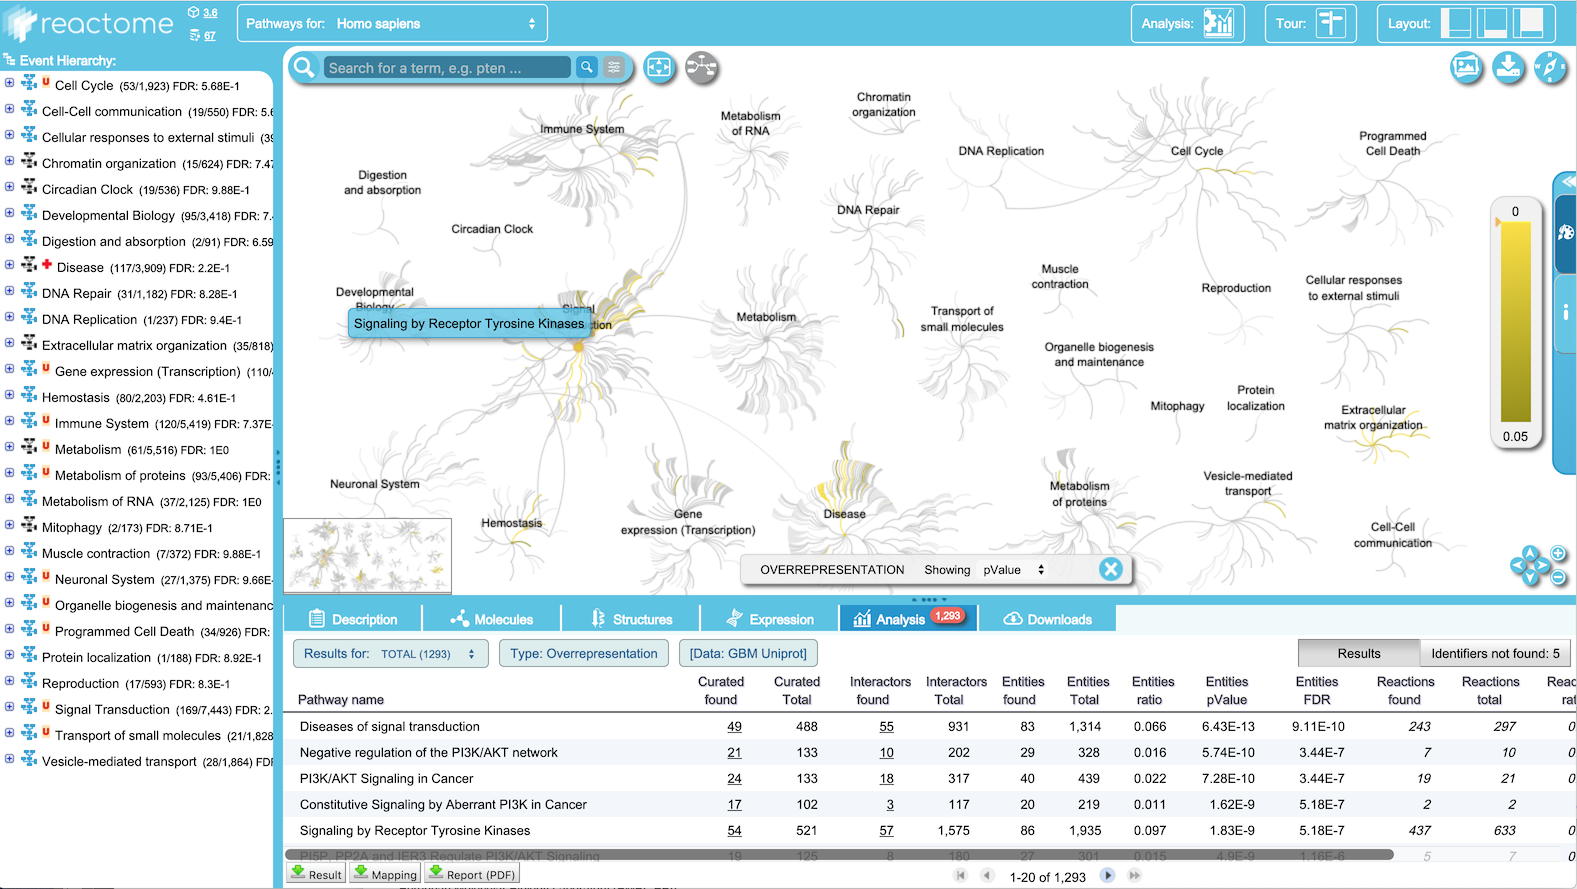 reactome
3.6
67
Pathways for: Homo sapiens
Analysis:
Tour:
Layout:
Event Hierarchy:
Cell Cycle (53/1,923) FDR: 5.68E-1
Cell-Cell communication (19/550) FDR: 5.6
Cellular responses to external stimuli (39
Chromatin organization (15/624) FDR: 7.47
Circadian Clock (19/536) FDR: 9.88E-1
Developmental Biology (95/3,418) FDR: 7.
Digestion and absorption (2/91) FDR: 6.59
Disease (117/3,909) FDR: 2.2E-1
DNA Repair (31/1,182) FDR: 8.28E-1
DNA Replication (1/237) FDR: 9.4E-1
Extracellular matrix organization (35/818)
Gene expression (Transcription) (110/
Hemostasis (80/2,203) FDR: 4.61E-1
Immune System (120/5,419) FDR: 7.37E-
Metabolism (61/5,516) FDR: 1E0
Metabolism of proteins (93/5,406) FDR:
Metabolism of RNA (37/2,125) FDR: 1E0
Mitophagy (2/173) FDR: 8.71E-1
Muscle contraction (7/372) FDR: 9.88E-1
Neuronal System (27/1,375) FDR: 9.66E-
Organelle biogenesis and maintenanc
Programmed Cell Death (34/926) FDR:
Protein localization (1/188) FDR: 8.92E-1
Reproduction (17/593) FDR: 8.3E-1
Signal Transduction (169/7,443) FDR: 2.
Transport of small molecules (21/1,828
Vesicle-mediated transport (28/1,864) FDR
Search for a term, e.g. pten ...
Immune System
Metabolism
of RNA
Chromatin
organization
DNA Replication
Cell Cycle
Programmed
Cell Death
Digestion
and absorption
DNA Repair
Circadian Clock
Developmental
Biology
Signal
ction
Signaling by Receptor Tyrosine Kinases
Metabolism
Transport of
small molecules
Muscle
contraction
Reproduction
Cellular responses
to external stimuli
Organelle biogenesis
and maintenance
Mitophagy
Protein
localization
Extracellular
matrix organization
Neuronal System
Hemostasis
Gene
expression (Transcription)
Disease
Metabolism
of proteins
Vesicle-mediated
transport
Cell-Cell
communication
0
0.05
OVERREPRESENTATION Showing pValue
Description Molecules Structures Expression Analysis 1,293 Downloads
Results for: TOTAL (1293) Type: Overrepresentation [Data: GBM Uniprot] Results Identifiers not found: 5
Pathway name Curated found Curated Total Interactors found Interactors Total Entities found Entities Total Entities ratio Entities pValue Entities FDR Reactions found Reactions total Reac rat
Diseases of signal transduction 49 488 55 931 83 1,314 0.066 6.43E-13 9.11E-10 243 297 0
Negative regulation of the PI3K/AKT network 21 133 10 202 29 328 0.016 5.74E-10 3.44E-7 7 10 0
PI3K/AKT Signaling in Cancer 24 133 18 317 40 439 0.022 7.28E-10 3.44E-7 19 21 0
Constitutive Signaling by Aberrant PI3K in Cancer 17 102 3 117 20 219 0.011 1.62E-9 5.18E-7 2 2 0
Signaling by Receptor Tyrosine Kinases 54 521 57 1,575 86 1,935 0.097 1.83E-9 5.18E-7 437 633 0
PI5P, PP2A and IER3 Regulate PI3K/AKT Signaling 19 125 8 180 27 301 0.015 4.9E-9 1.16E-6 5 7 0
Result Mapping Report (PDF)
1-20 of 1,293